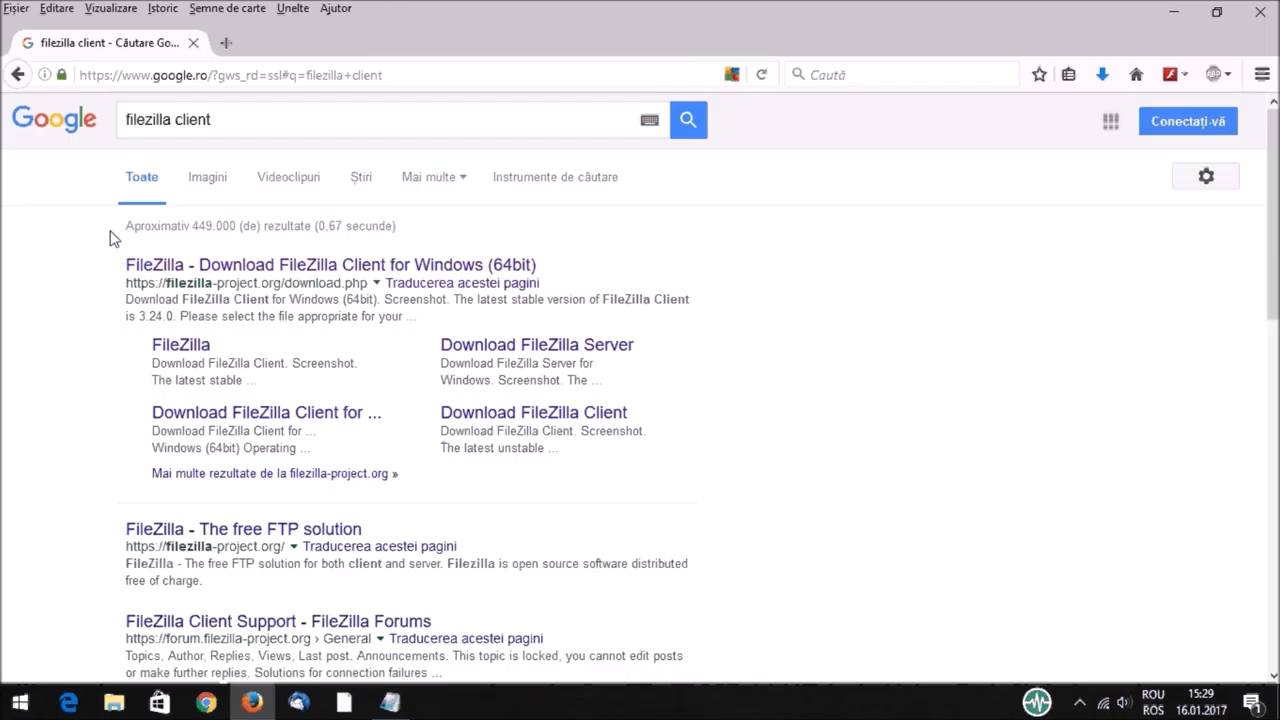 Fișier Editare Vizualizare Istoric Semne de carte Unelte Ajutor
filezilla client - Căutare Go...
https://www.google.ro/?gws_rd=ssl#q=filezilla+client
Caută
Google
filezilla client
Conectați-vă
Toate Imagini Videoclipuri Știri Mai multe Instrumente de căutare
Aproximativ 449.000 (de) rezultate (0,67 secunde)
FileZilla - Download FileZilla Client for Windows (64bit)
https://filezilla-project.org/download.php Traducerea acestei pagini
Download FileZilla Client for Windows (64bit). Screenshot. The latest stable version of FileZilla Client
is 3.24.0. Please select the file appropriate for your ...
FileZilla
Download FileZilla Client. Screenshot.
The latest stable ...
Download FileZilla Server
Download FileZilla Server for
Windows. Screenshot. The ...
Download FileZilla Client for ...
Download FileZilla Client for ...
Windows (64bit) Operating ...
Download FileZilla Client
Download FileZilla Client. Screenshot.
The latest unstable ...
Mai multe rezultate de la filezilla-project.org »
FileZilla - The free FTP solution
https://filezilla-project.org/ Traducerea acestei pagini
FileZilla - The free FTP solution for both client and server. Filezilla is open source software distributed
free of charge.
FileZilla Client Support - FileZilla Forums
https://forum.filezilla-project.org › General Traducerea acestei pagini
Topics, Author, Replies, Views, Last post. Announcements. This topic is locked, you cannot edit posts
or make further replies. Solutions for connection failures ...
ROU
ROS
15:29
16.01.2017
1